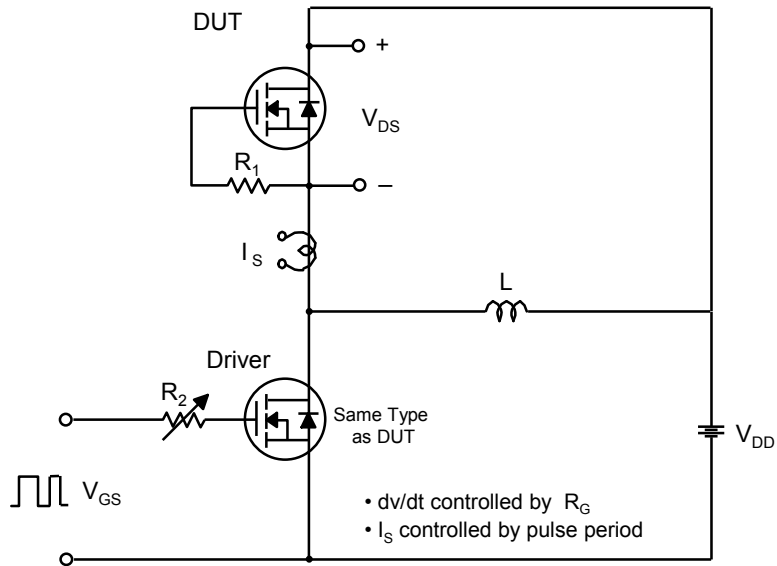 DUT
+
V_DS
R_1
–
I_S
L
Driver
R_2
Same Type
as DUT
V_DD
V_GS
• dv/dt controlled by R_G
• I_S controlled by pulse period